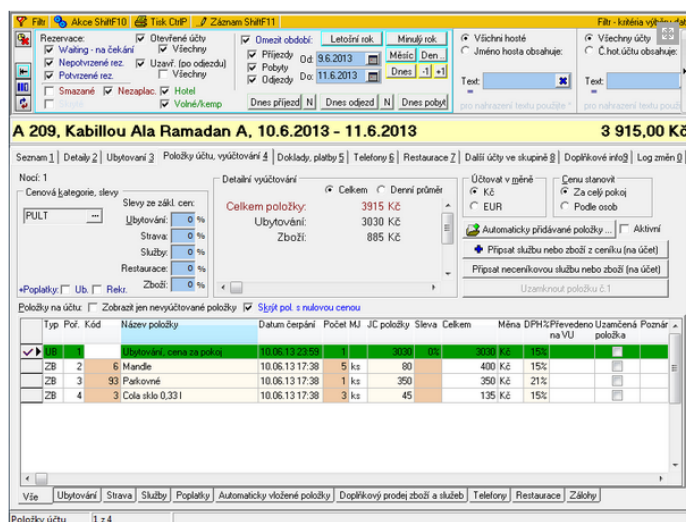 Filtr Akce ShiftF10 Tisk CtrlP Záznam ShiftF11 Filtr - kritéria výběru dat
Rezervace: Otevřené účty Omezit období: Letošní rok Minulý rok Všichni hosté Všechny účty
Waiting - na čekání Všechny Příjezdy Od: 9.6.2013 Měsíc Den.. Jméno hosta obsahuje: Č.hot.účtu obsahuje:
Nepotvrzené rez. Uzavř. (po odjezdu) Pobyty
Potvrzené rez. Všechny Odjezdy Do: 11.6.2013 Dnes -1 +1
Smazané Nezaplac. Hotel Text: Text:
Volné/kemp Dnes příjezd N Dnes odjezd N Dnes pobyt pro nahrazení textu použijte * pro nahrazení textu použi
A 209, Kabillou Ala Ramadan A, 10.6.2013 - 11.6.2013 3 915,00 Kč
Seznam 1 Detaily 2 Ubytovaní 3 Položky účtu, vyúčtování 4 Doklady, platby 5 Telefony 6 Restaurace 7 Další účty ve skupině 8 Doplňkové info 9 Log změn 0
Nocí: 1
Cenová kategorie, slevy Detailní vyúčtování Účtovat v měně Cenu stanovit
Slevy ze zákl. cen: Celkem Denní průměr Kč Za celý pokoj
PULT ... Celkem položky: 3915 Kč EUR Podle osob
Ubytování: 0 % Ubytování: 3030 Kč
Strava: 0 % Zboží: 885 Kč Automaticky přidávané položky ... Aktivní
Služby: 0 % Připsat službu nebo zboží z ceníku (na účet)
Restaurace: 0 % Připsat neceníkovou službu nebo zboží (na účet)
+Poplatky: Ub. Rekr. Zboží: 0 % Uzamknout položku č.1
Položky na účtu: Zobrazit jen nevyúčtované položky Skrýt pol. s nulovou cenou
Typ Poř. Kód Název položky Datum čerpání Počet MJ JC položky Sleva Celkem Měna DPH% Převedeno na VU Uzamčená položka Poznár
UB 1 Ubytování, cena za pokoj 10.06.13 23:59 1 3030 0% 3030 Kč 15%
ZB 2 6 Mandle 10.06.13 17:38 5 ks 80 400 Kč 15%
ZB 3 93 Parkovné 10.06.13 17:38 1 ks 350 350 Kč 21%
ZB 4 3 Cola sklo 0,33 l 10.06.13 17:38 3 ks 45 135 Kč 15%
Vše Ubytování Strava Služby Poplatky Automaticky vložené položky Doplňkový prodej zboží a služeb Telefony Restaurace Zálohy
Položky účtu: 1 z 4